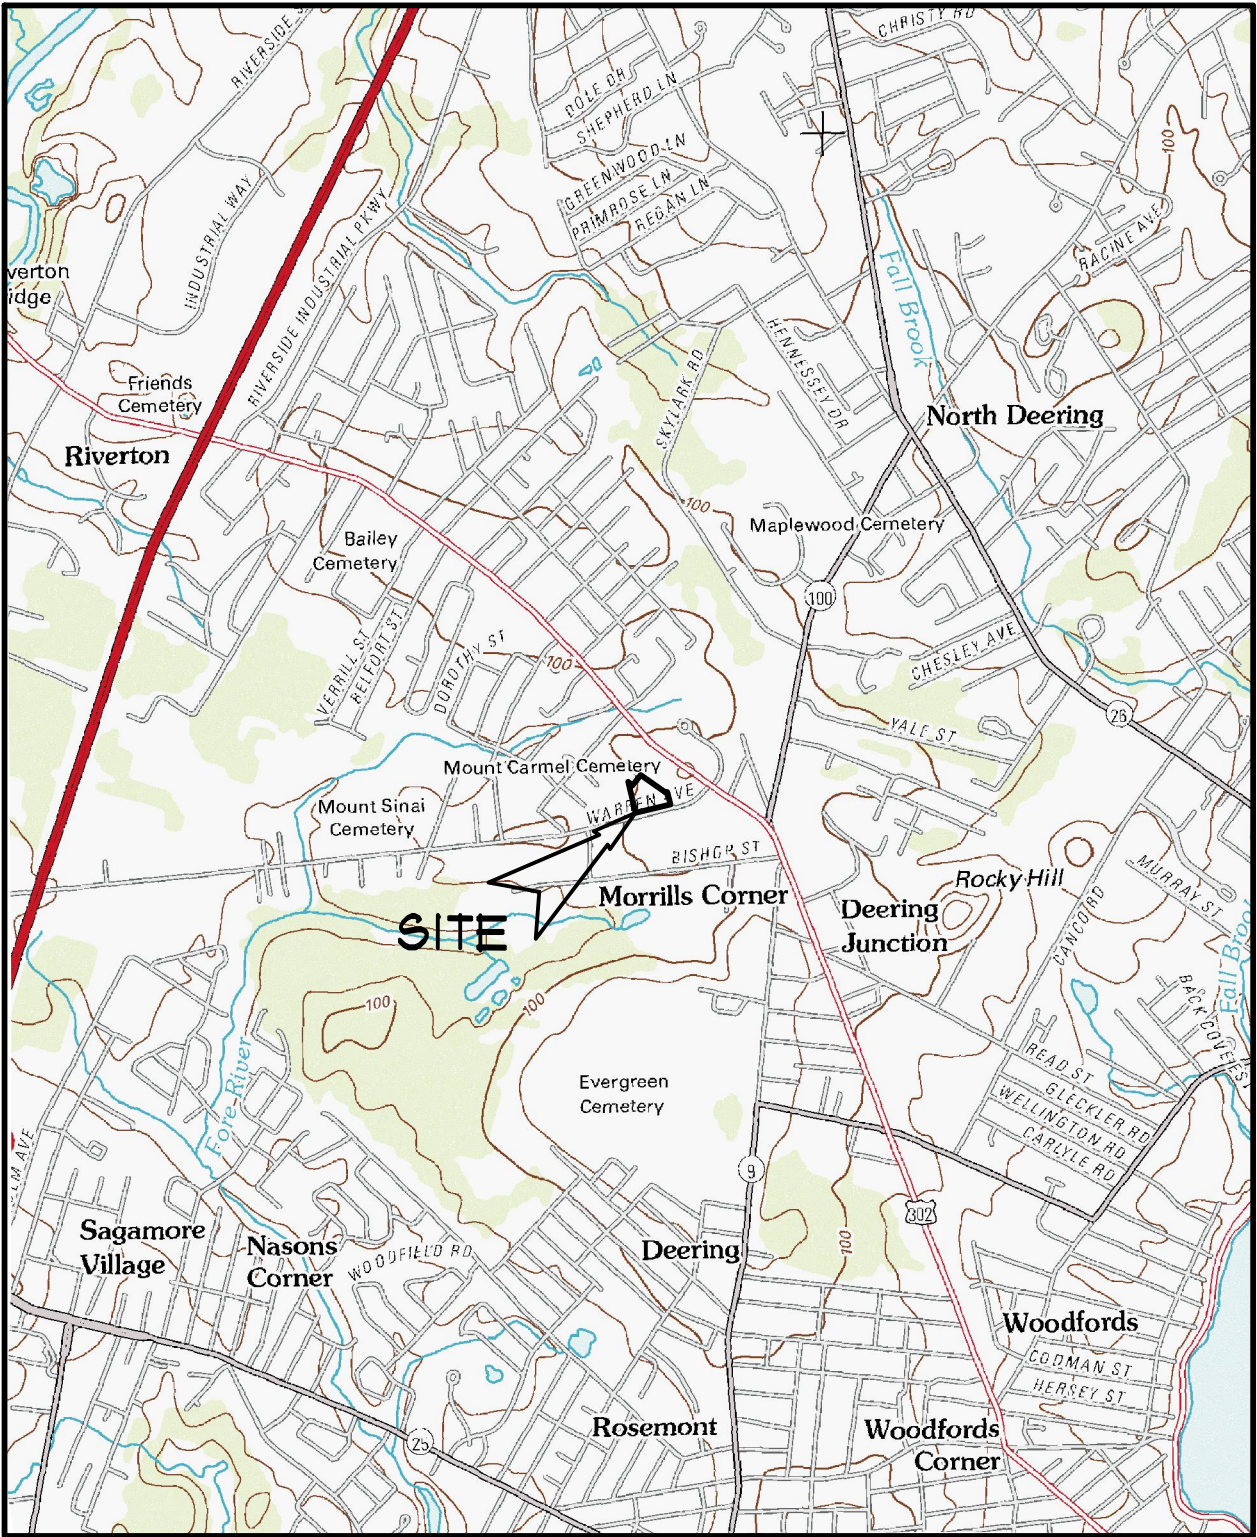 CHRISTY RD
RIVERSIDE S
DOLE DR
SHEPHERD LN
100
GREENWOOD LN
PRIMROSE LN
REGAN LN
INDUSTRIAL WAY
RACINE AVE
verton
idge
Fall Brook
RIVERSIDE INDUSTRIAL PKWY
HENNESSEY DR
SKYLARK RD
Friends
Cemetery
North Deering
Riverton
100
Maplewood Cemetery
Bailey
Cemetery
100
VERRILL ST
BELFORT ST
DOROTHY ST
CHESLEY AVE
100
26
YALE ST
Mount Carmel Cemetery
WARREN AVE
Mount Sinai
Cemetery
BISHOP ST
Rocky Hill
MURRAY ST
Morrills Corner
Deering
Junction
SITE
CANCO RD
Fall Brook
100
100
BACK COVE EST
READ ST
Evergreen
Cemetery
GLECKLER RD
WELLINGTON RD
CARLYLE RD
Fore River
9
302
Sagamore
Village
Nasons
Corner
WOODFIELD RD
Deering
100
Woodfords
CODMAN ST
HERSEY ST
Rosemont
Woodfords
Corner
25